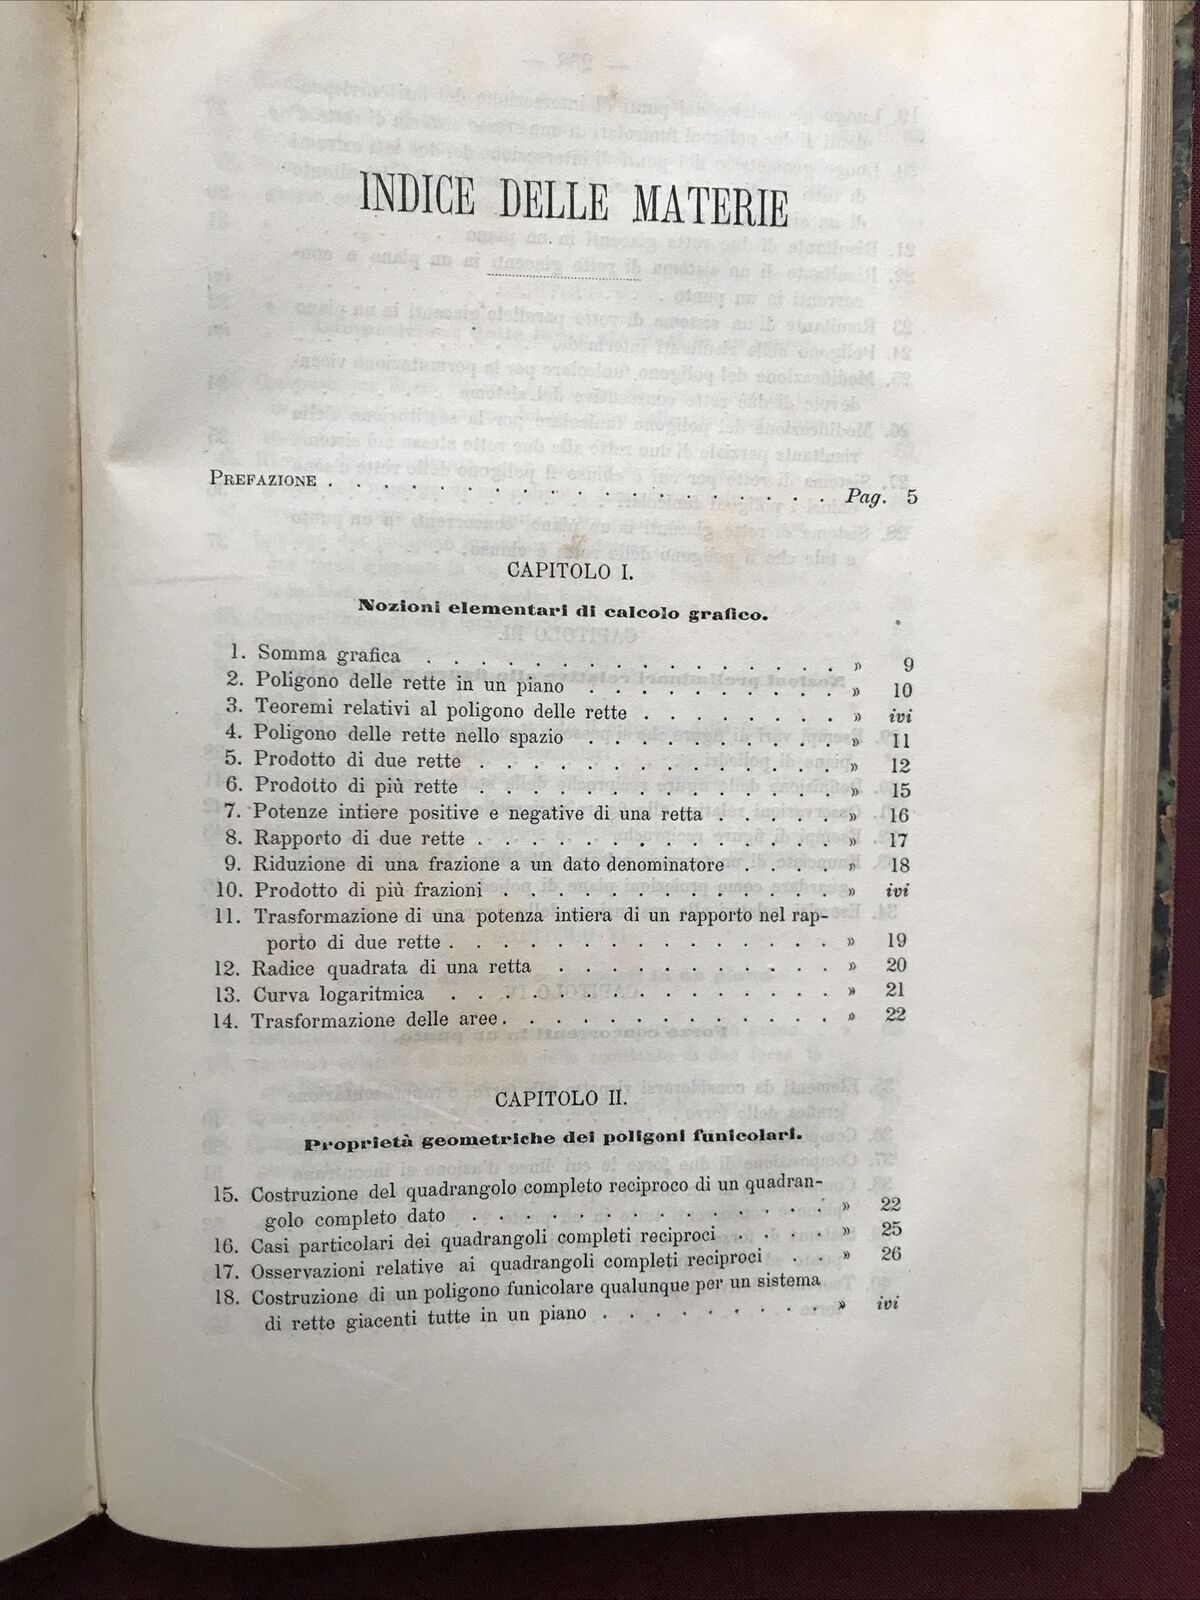 INDICE DELLE MATERIE
PREFAZIONE . . . . . . . . . . . . . . . . . . . Pag. 5
CAPITOLO I.
Nozioni elementari di calcolo grafico.
1. Somma grafica . . . . . . . . . . . . . . . . » 9
2. Poligono delle rette in un piano . . . . . . . . . . » 10
3. Teoremi relativi al poligono delle rette . . . . . . . . » ivi
4. Poligono delle rette nello spazio . . . . . . . . . . » 11
5. Prodotto di due rette . . . . . . . . . . . . . . » 12
6. Prodotto di più rette . . . . . . . . . . . . . . » 15
7. Potenze intiere positive e negative di una retta . . . . . » 16
8. Rapporto di due rette . . . . . . . . . . . . . . » 17
9. Riduzione di una frazione a un dato denominatore . . . . » 18
10. Prodotto di più frazioni . . . . . . . . . . . . . » ivi
11. Trasformazione di una potenza intiera di un rapporto nel rap-
porto di due rette . . . . . . . . . . . . . . . » 19
12. Radice quadrata di una retta . . . . . . . . . . . » 20
13. Curva logaritmica . . . . . . . . . . . . . . . » 21
14. Trasformazione delle aree . . . . . . . . . . . . . » 22
CAPITOLO II.
Proprietà geometriche dei poligoni funicolari.
15. Costruzione del quadrangolo completo reciproco di un quadran-
golo completo dato . . . . . . . . . . . . . . » 22
16. Casi particolari dei quadrangoli completi reciproci . . . . » 25
17. Osservazioni relative ai quadrangoli completi reciproci . . » 26
18. Costruzione di un poligono funicolare qualunque per un sistema
di rette giacenti tutte in un piano . . . . . . . . . » ivi